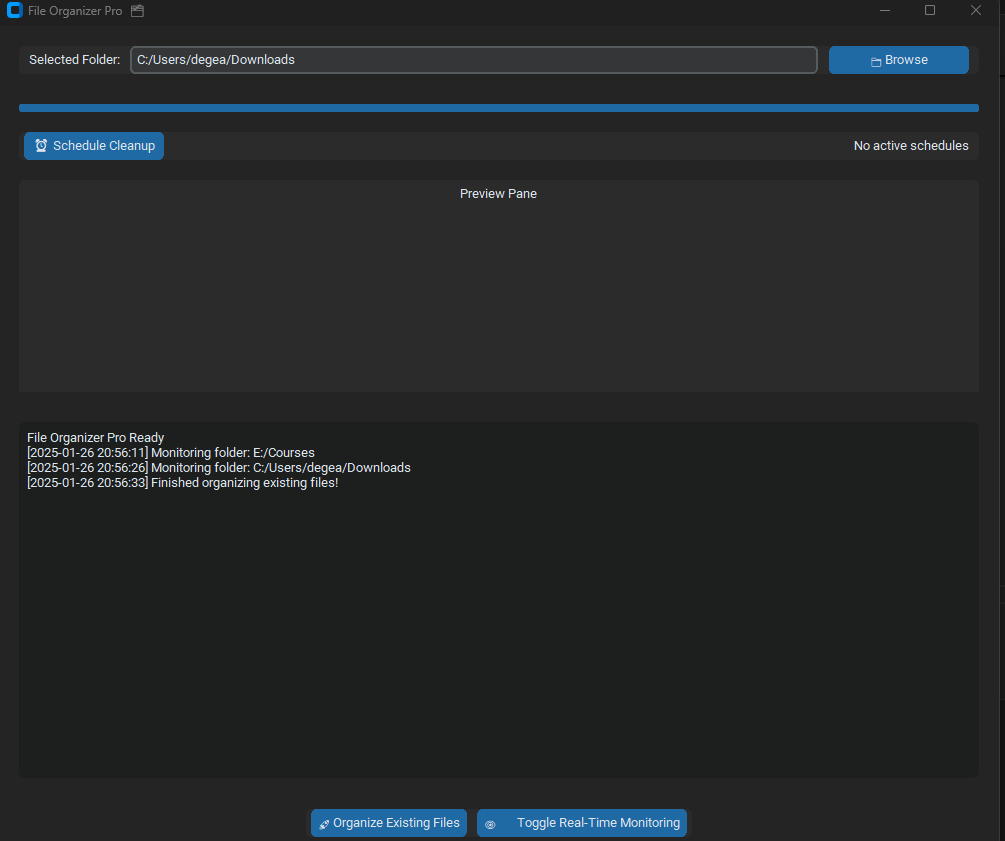 File Organizer Pro
Selected Folder: C:/Users/degea/Downloads Browse
Schedule Cleanup No active schedules
Preview Pane
File Organizer Pro Ready
[2025-01-26 20:56:11] Monitoring folder: E:/Courses
[2025-01-26 20:56:26] Monitoring folder: C:/Users/degea/Downloads
[2025-01-26 20:56:33] Finished organizing existing files!
Organize Existing Files Toggle Real-Time Monitoring